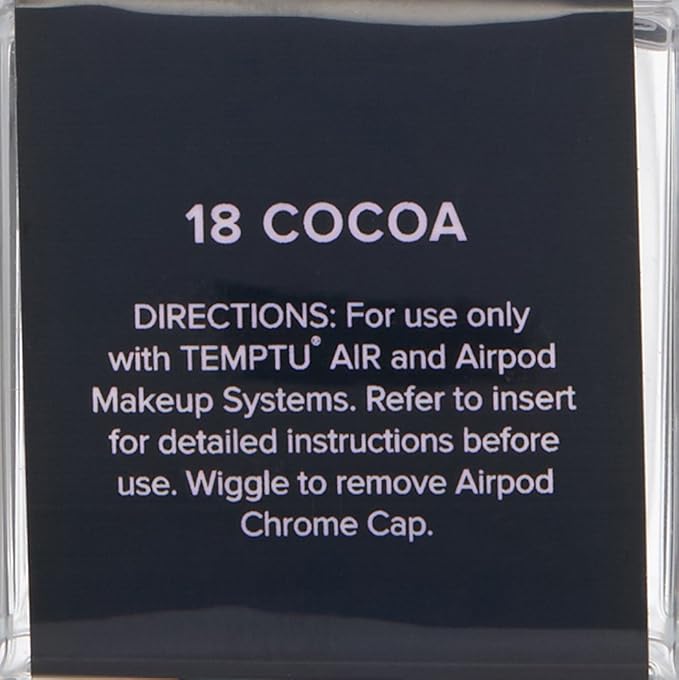 18 COCOA
DIRECTIONS: For use only
with TEMPTU® AIR and Airpod
Makeup Systems. Refer to insert
for detailed instructions before
use. Wiggle to remove Airpod
Chrome Cap.